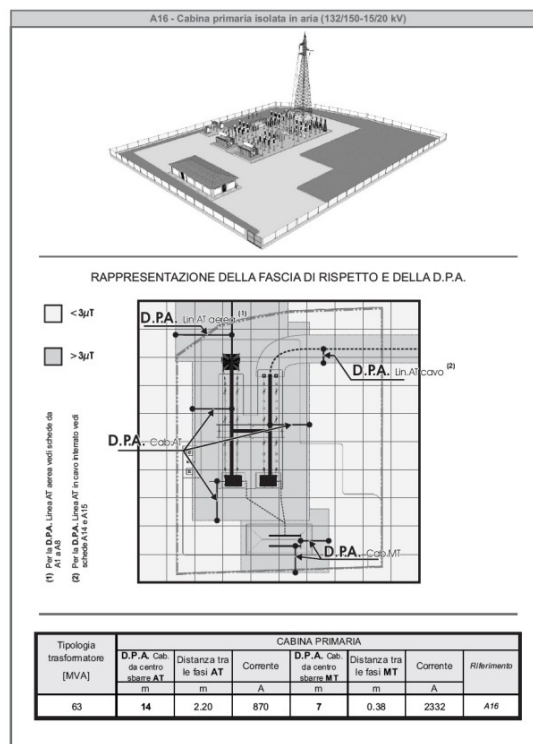 A16 - Cabina primaria isolata in aria (132/150-15/20 kV)
RAPPRESENTAZIONE DELLA FASCIA DI RISPETTO E DELLA D.P.A.
<3μT
>3μT
D.P.A. Lin.AT aerea (1)
D.P.A. Lin.AT cavo (2)
D.P.A. Cab.AT
D.P.A. Cab.MT
(1) Per la D.P.A. Linea AT aerea vedi schede da
A1 a A8
(2) Per la D.P.A. Linea AT in cavo interrato vedi
schede A14 e A15
CABINA PRIMARIA
Tipologia
trasformatore
[MVA]
D.P.A. Cab.
da centro
sbarre AT
Distanza tra
le fasi AT
Corrente
D.P.A. Cab.
da centro
sbarre MT
Distanza tra
le fasi MT
Corrente
Riferimento
m m A m m A
63 14 2.20 870 7 0.38 2332 A16